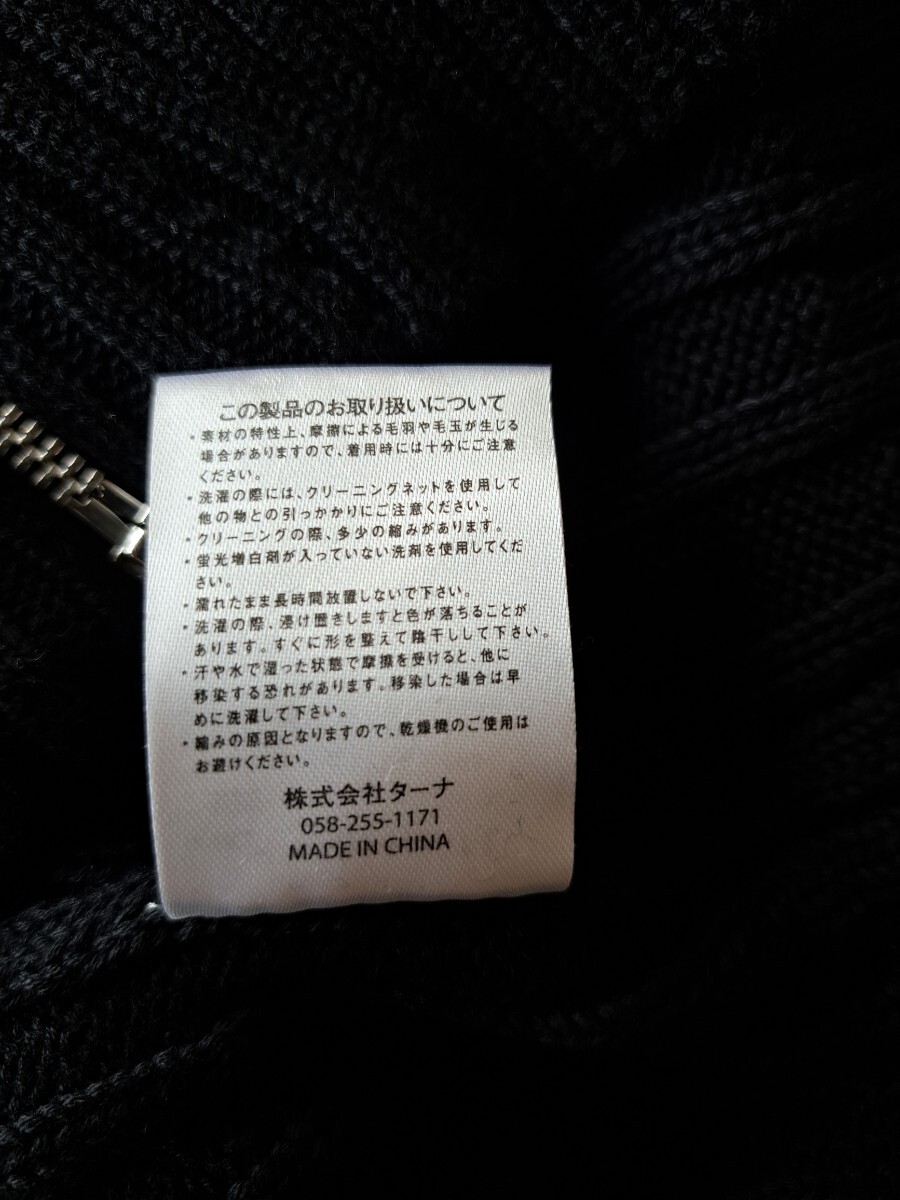 この製品のお取り扱いについて
・素材の特性上、摩擦による毛羽や毛玉が生じる
場合がありますので、着用時には十分にご注意
ください。
・洗濯の際には、クリーニングネットを使用して
他の物との引っかかりにご注意ください。
・クリーニングの際、多少の縮みがあります。
・蛍光増白剤が入っていない洗剤を使用してくだ
さい。
・濡れたまま長時間放置しないで下さい。
・洗濯の際、浸け置きしますと色が落ちることが
あります。すぐに形を整えて陰干しして下さい。
・汗や水で湿った状態で摩擦を受けると、他に
移染する恐れがあります。移染した場合は早
めに洗濯して下さい。
・縮みの原因となりますので、乾燥機のご使用は
お避けください。
株式会社ターナ
058-255-1171
MADE IN CHINA